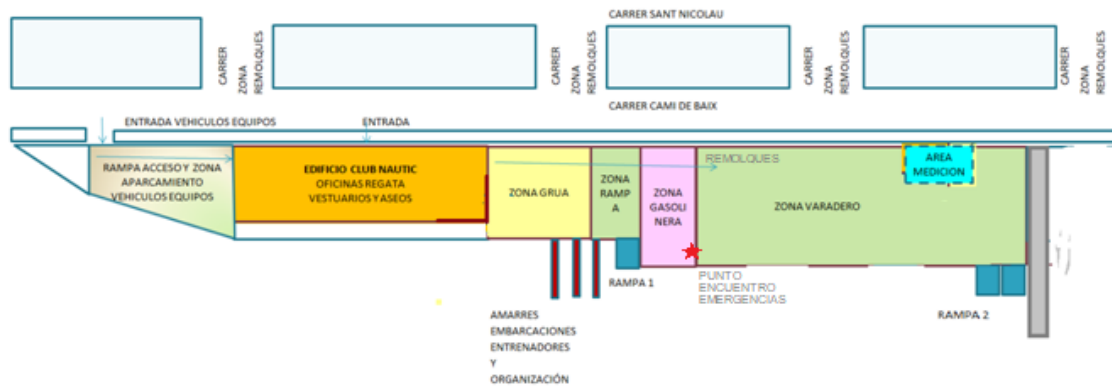 CARRER SANT NICOLAU
CARRER
ZONA
REMOLQUES
CARRER
ZONA
REMOLQUES
CARRER
ZONA
REMOLQUES
CARRER
ZONA
REMOLQUES
CARRER CAMI DE BAIX
ENTRADA VEHICULOS EQUIPOS
ENTRADA
RAMPA ACCESO Y ZONA
APARCAMIENTO
VEHICULOS EQUIPOS
EDIFICIO CLUB NAUTIC
OFICINAS REGATA
VESTUARIOS Y ASEOS
ZONA GRUA
ZONA
RAMP
A
ZONA
GASOLI
NERA
REMOLQUES
ZONA VARADERO
AREA
MEDICION
RAMPA 1
PUNTO
ENCUENTRO
EMERGENCIAS
RAMPA 2
AMARRES
EMBARCACIONES
ENTRENADORES
Y
ORGANIZACIÓN